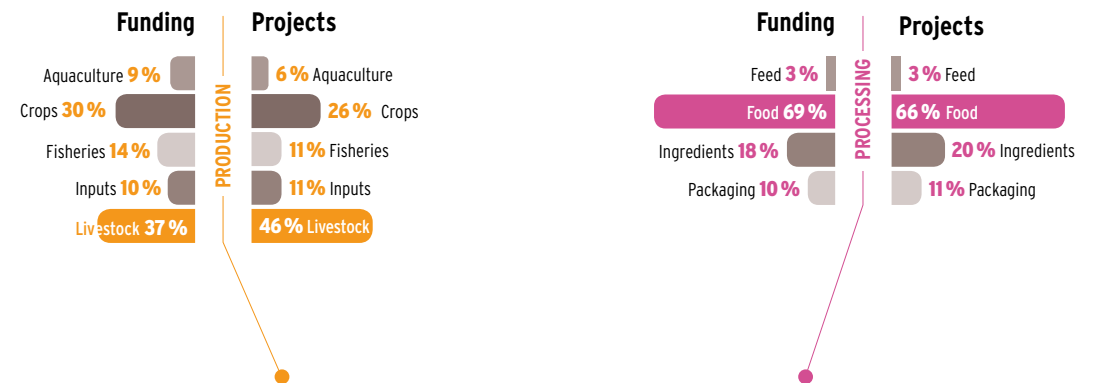 Funding
Projects
Aquaculture 9 %
6 % Aquaculture
Crops 30 %
26 % Crops
Fisheries 14 %
11 % Fisheries
Inputs 10 %
11 % Inputs
Livestock 37 %
46 % Livestock
PRODUCTION
Funding
Projects
Feed 3 %
3 % Feed
Food 69 %
66 % Food
Ingredients 18 %
20 % Ingredients
Packaging 10 %
11 % Packaging
PROCESSING